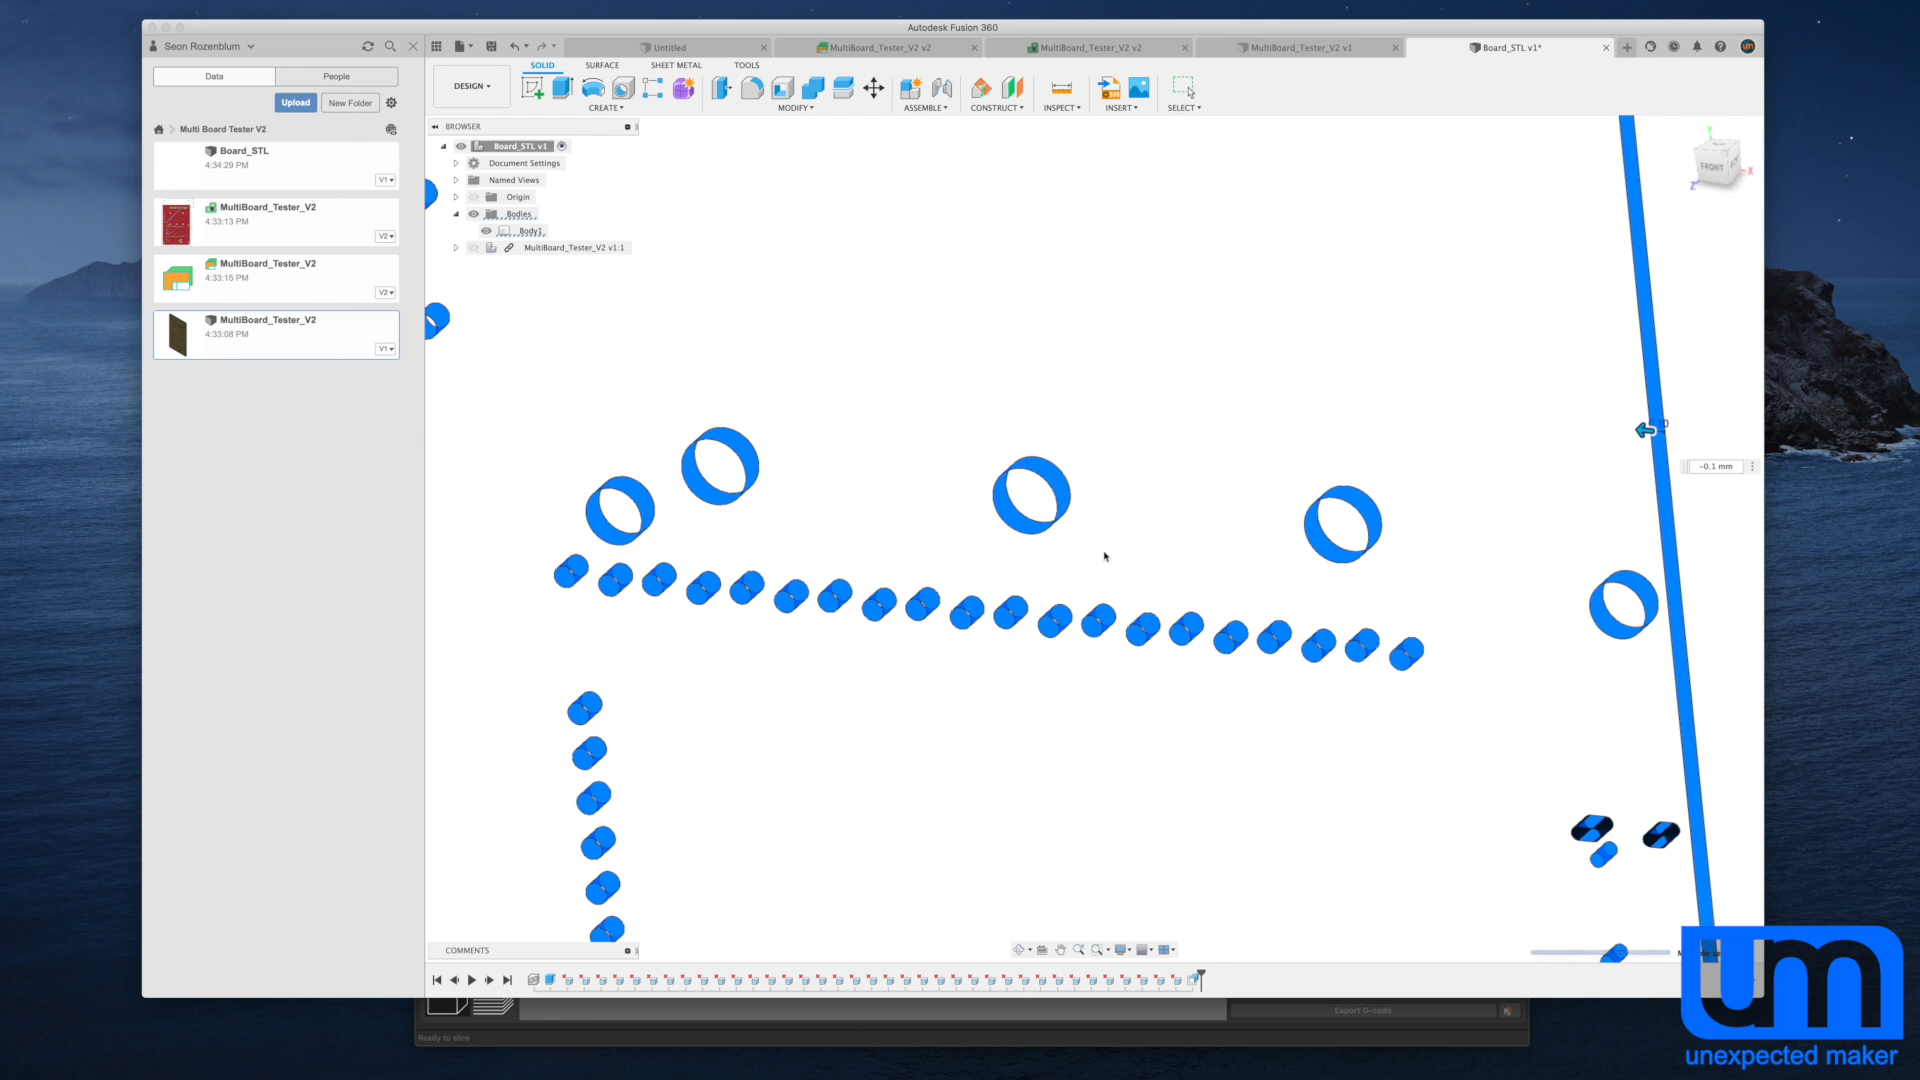 Autodesk Fusion 360
Seon Rozenblum
Untitled
MultiBoard_Tester_V2 v2
MultiBoard_Tester_V2 v2
MultiBoard_Tester_V2 v1
Board_STL v1*
Data
People
SOLID
SURFACE
SHEET METAL
TOOLS
DESIGN
Upload
New Folder
CREATE
MODIFY
ASSEMBLE
CONSTRUCT
INSPECT
INSERT
SELECT
Multi Board Tester V2
BROWSER
Board_STL
4:34:29 PM
V1
MultiBoard_Tester_V2
4:33:13 PM
V2
MultiBoard_Tester_V2
4:33:15 PM
V2
MultiBoard_Tester_V2
4:33:08 PM
V1
Board_STL v1
Document Settings
Named Views
Origin
Bodies
Body1
MultiBoard_Tester_V2 v1:1
FRONT
Y
X
Z
-0.1 mm
COMMENTS
Export G-code
Ready to slice
um
unexpected maker